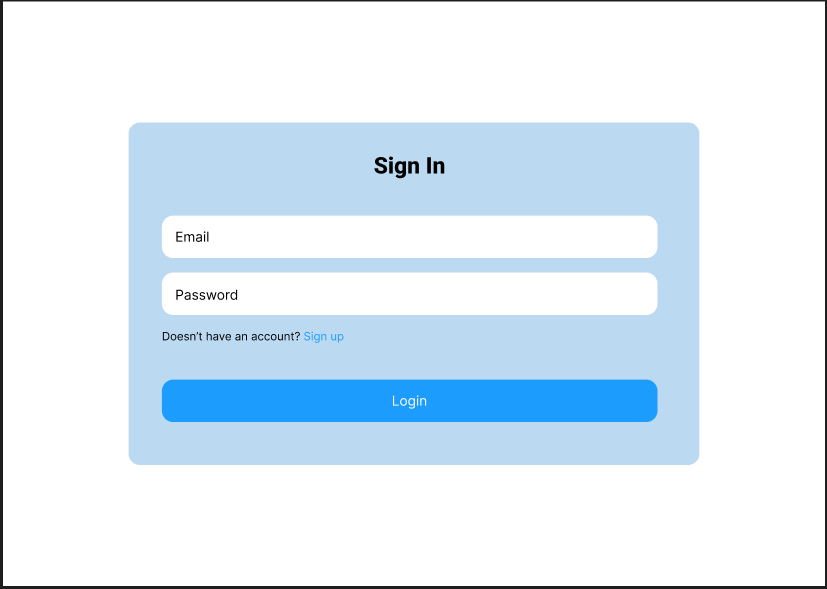 Sign In
Email
Password
Doesn’t have an account? Sign up
Login